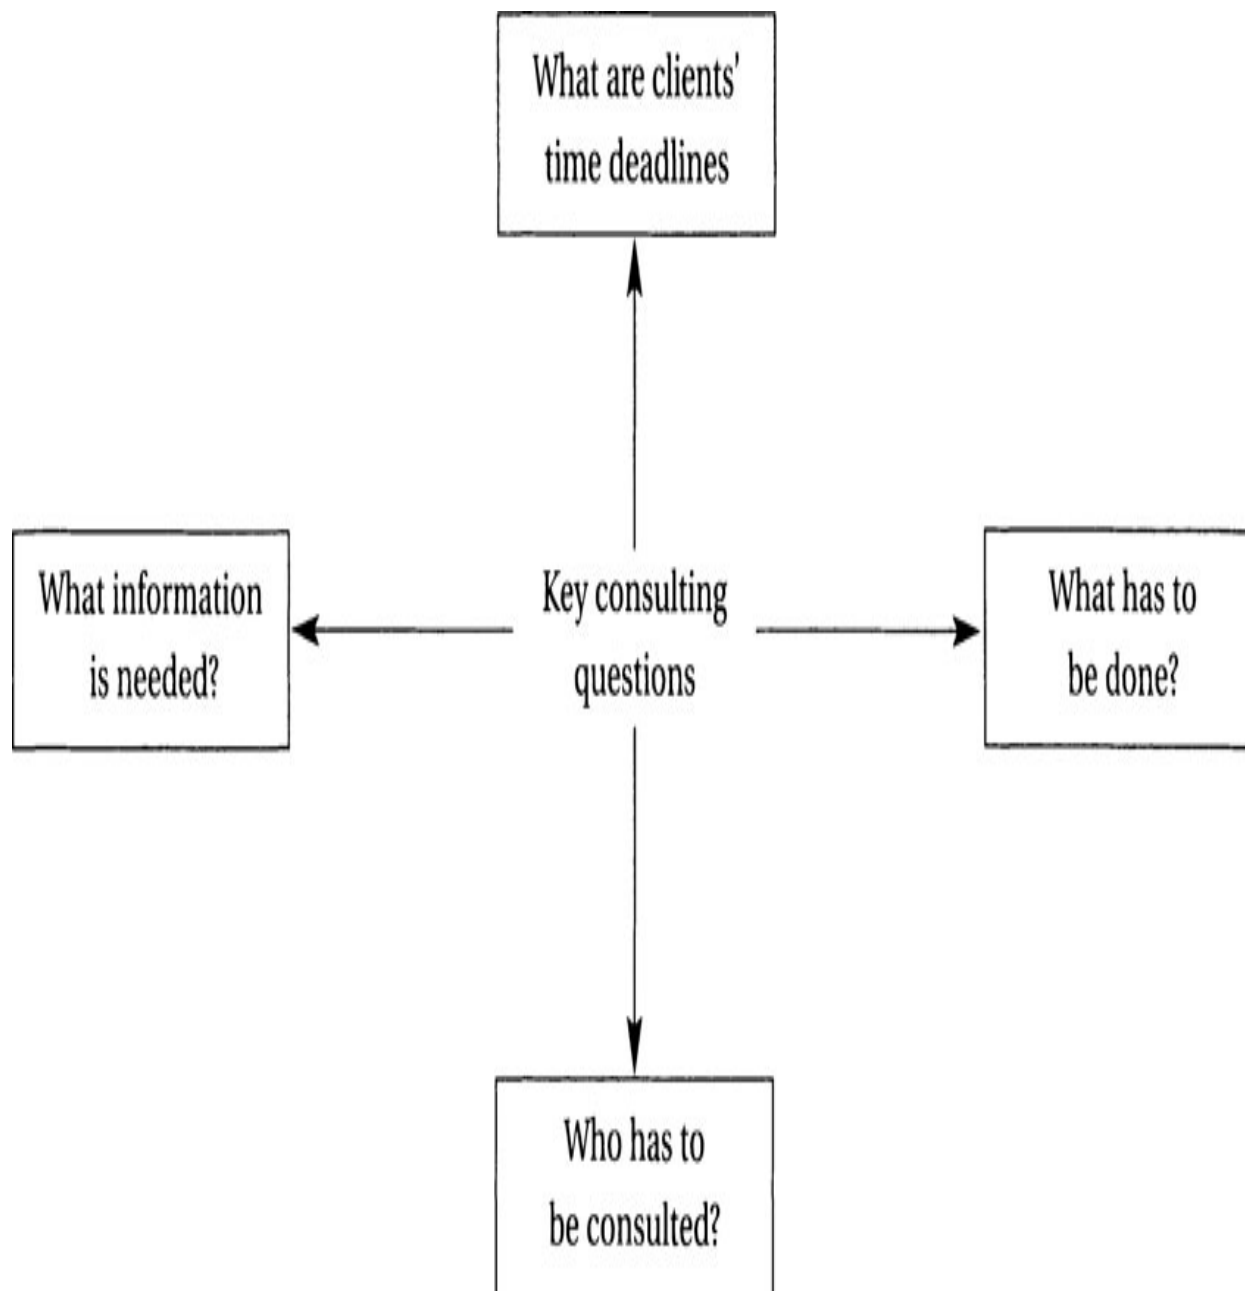 What are clients'
time deadlines
What information
is needed?
Key consulting
questions
What has to
be done?
Who has to
be consulted?